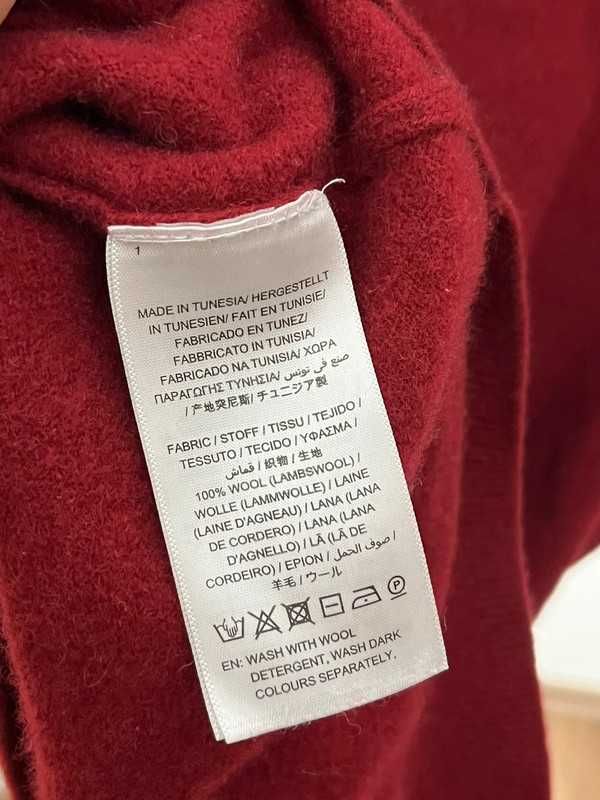 1
MADE IN TUNESIA/ HERGESTELLT
IN TUNESIEN/ FAIT EN TUNISIE/
FABRICADO EN TUNEZ/
FABBRICATO IN TUNISIA/
FABRICADO NA TUNISIA/ ΧΩΡΑ
ΠΑΡΑΓΩΓΗΣ ΤΥΝΗΣΙΑ/ صنع في تونس
/ 产地突尼斯/ チュニジア製
FABRIC / STOFF / TISSU / TEJIDO /
TESSUTO / TECIDO / ΥΦΑΣΜΑ /
قماش / 織物 / 生地
100% WOOL (LAMBSWOOL) /
WOLLE (LAMMWOLLE) / LAINE
(LAINE D'AGNEAU) / LANA (LANA
DE CORDERO) / LANA (LANA
D'AGNELLO) / LÃ (LÃ DE
CORDEIRO) / ΕΡΙΟΝ / صوف الحمل /
羊毛 / ウール
P
EN: WASH WITH WOOL
DETERGENT, WASH DARK
COLOURS SEPARATELY.